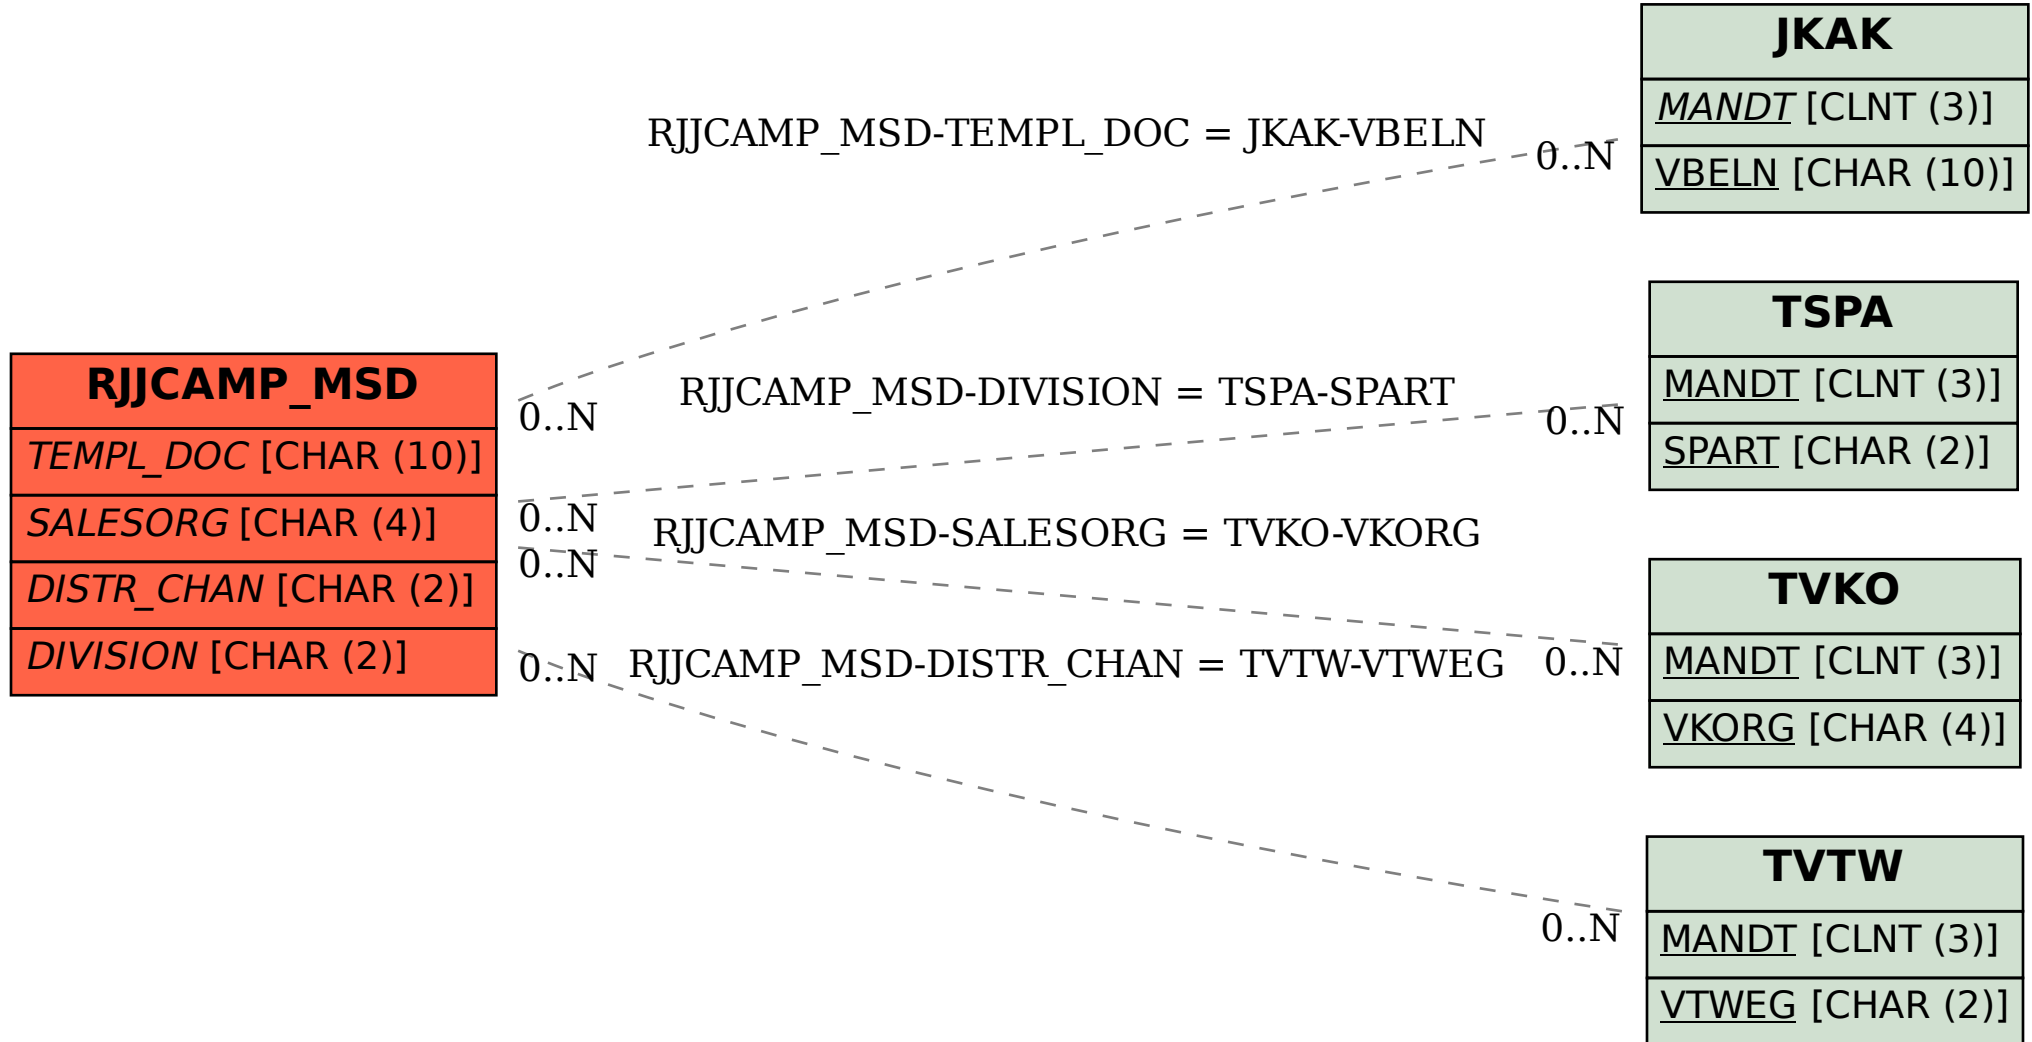 JKAK
MANDT [CLNT (3)]
VBELN [CHAR (10)]
RJJCAMP_MSD-TEMPL_DOC = JKAK-VBELN
0..N
TSPA
MANDT [CLNT (3)]
SPART [CHAR (2)]
RJJCAMP_MSD
TEMPL_DOC [CHAR (10)]
SALESORG [CHAR (4)]
DISTR_CHAN [CHAR (2)]
DIVISION [CHAR (2)]
0..N
RJJCAMP_MSD-DIVISION = TSPA-SPART
0..N
0..N
RJJCAMP_MSD-SALESORG = TVKO-VKORG
0..N
TVKO
MANDT [CLNT (3)]
VKORG [CHAR (4)]
0..N
RJJCAMP_MSD-DISTR_CHAN = TVTW-VTWEG
0..N
TVTW
MANDT [CLNT (3)]
VTWEG [CHAR (2)]
0..N